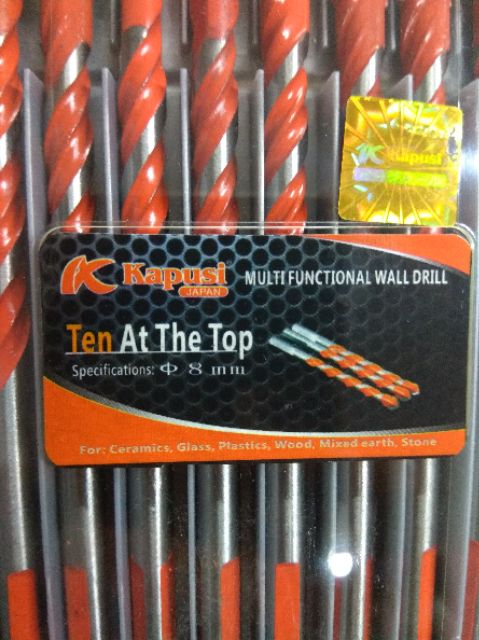 Kapusi
Kapusi
JAPAN
MULTI FUNCTIONAL WALL DRILL
Ten At The Top
Specifications: Φ 8 mm
For: Ceramics, Glass, Plastics, Wood, Mixed earth, Stone